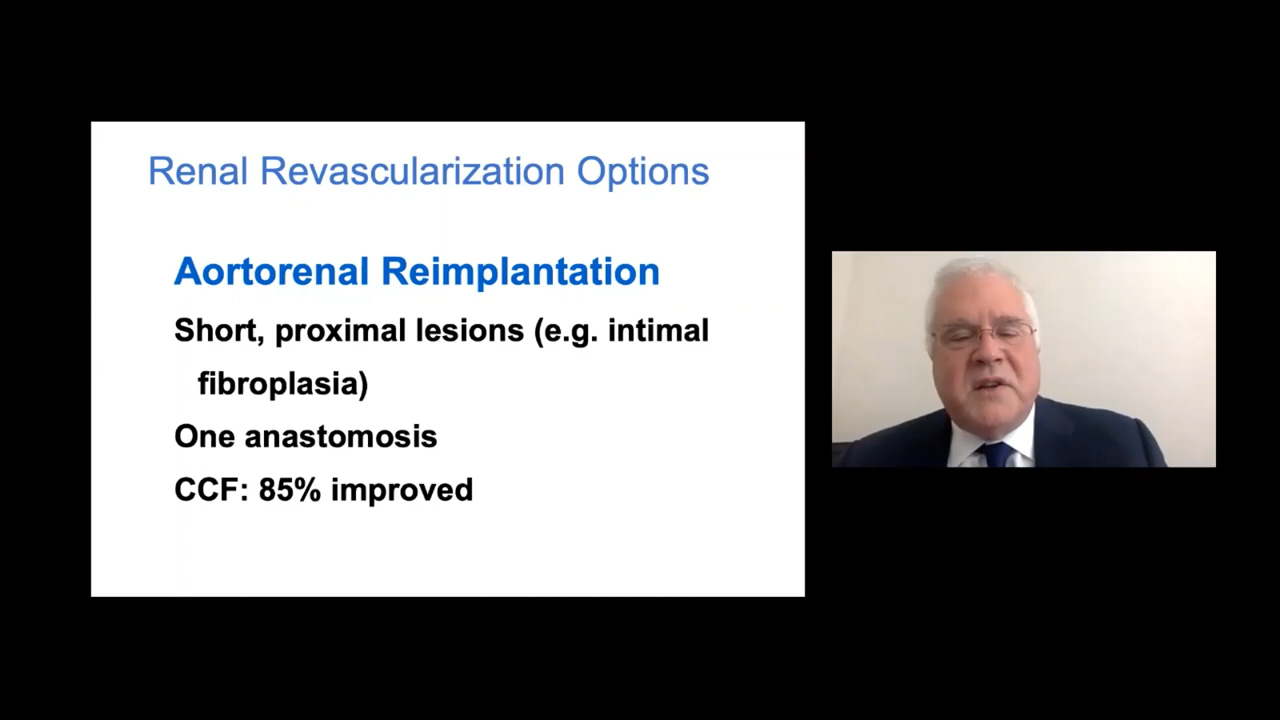 Renal Revascularization Options
Aortorenal Reimplantation
Short, proximal lesions (e.g. intimal
fibroplasia)
One anastomosis
CCF: 85% improved